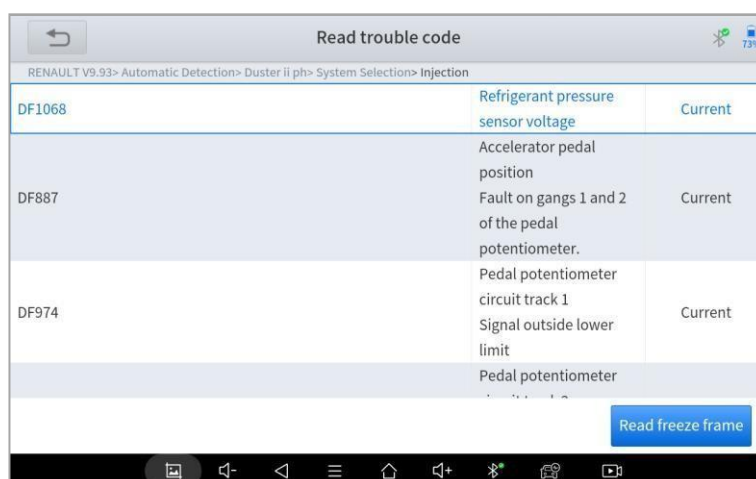 Read trouble code
73%
RENAULT V9.93> Automatic Detection> Duster ii ph> System Selection> Injection
DF1068
Refrigerant pressure
sensor voltage
Current
DF887
Accelerator pedal
position
Fault on gangs 1 and 2
of the pedal
potentiometer.
Current
DF974
Pedal potentiometer
circuit track 1
Signal outside lower
limit
Current
Pedal potentiometer
Read freeze frame